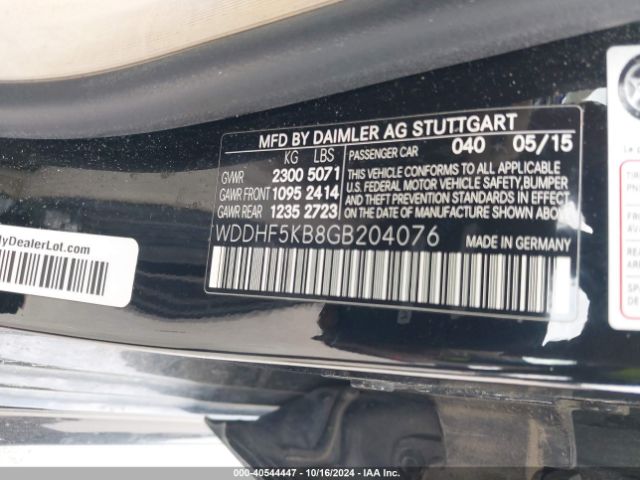 MFD BY DAIMLER AG STUTTGART
KG LBS PASSENGER CAR 040 05/15
GVWR 2300 5071
GAWR FRONT 1095 2414
GAWR REAR 1235 2723
THIS VEHICLE CONFORMS TO ALL APPLICABLE
U.S. FEDERAL MOTOR VEHICLE SAFETY, BUMPER
AND THEFT PREVENTION STANDARDS IN EFFECT
ON THE DATE OF MANUFACTURE SHOWN ABOVE.
WDDHF5KB8GB204076 MADE IN GERMANY
MyDealerLot.com
#VIN: 40544447 - 10/16/2024 - IAA Inc.